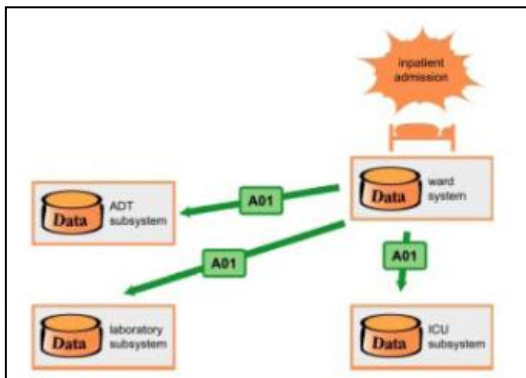 inpatient
admission
Data
ADT
subsystem
A01
Data
ward
system
A01
A01
Data
laboratory
subsystem
Data
ICU
subsystem